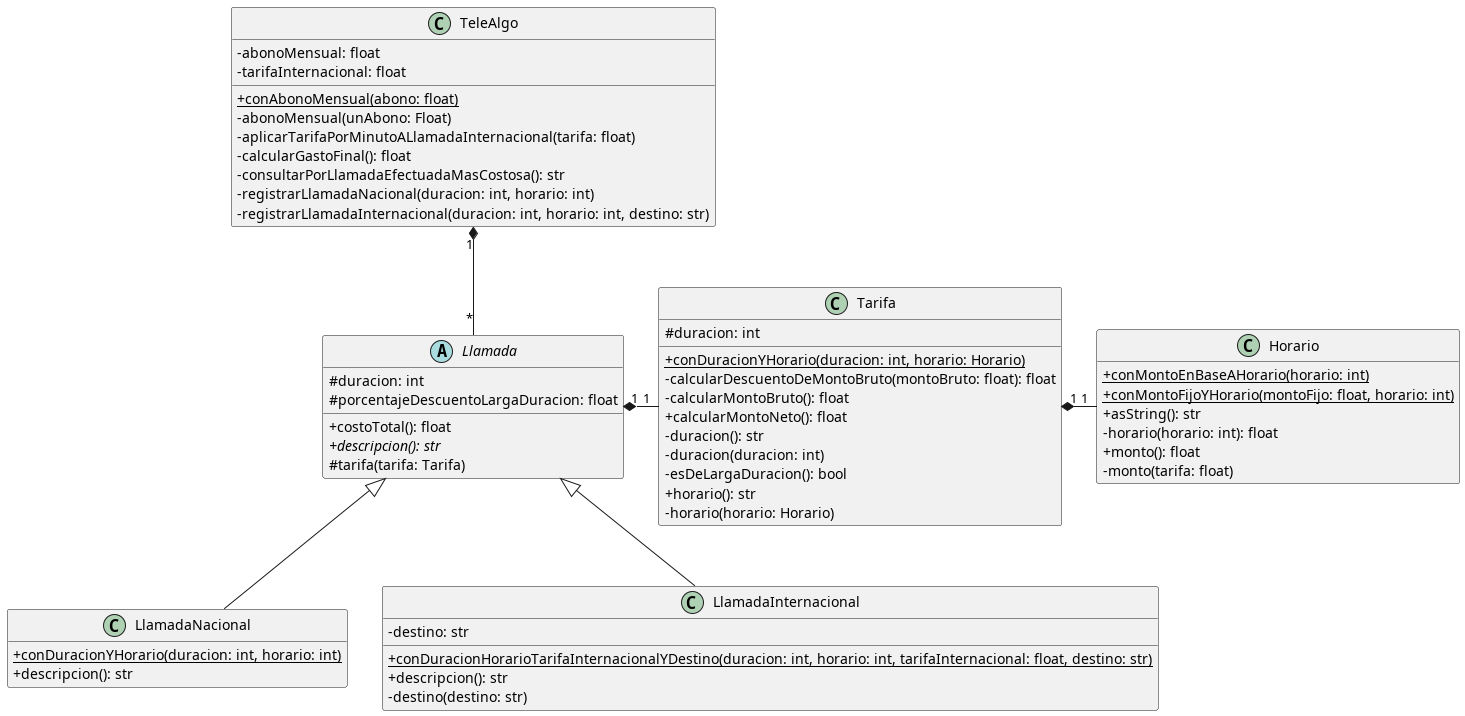 C TeleAlgo
-abonoMensual: float
-tarifaInternacional: float
+conAbonoMensual(abono: float)
-abonoMensual(unAbono: Float)
-aplicarTarifaPorMinutoALlamadaInternacional(tarifa: float)
-calcularGastoFinal(): float
-consultarPorLlamadaEfectuadaMasCostosa(): str
-registrarLlamadaNacional(duracion: int, horario: int)
-registrarLlamadaInternacional(duracion: int, horario: int, destino: str)
1
*
A Llamada
#duracion: int
#porcentajeDescuentoLargaDuracion: float
+costoTotal(): float
+descripcion(): str
#tarifa(tarifa: Tarifa)
1 1
C Tarifa
#duracion: int
+conDuracionYHorario(duracion: int, horario: Horario)
-calcularDescuentoDeMontoBruto(montoBruto: float): float
-calcularMontoBruto(): float
+calcularMontoNeto(): float
-duracion(): str
-duracion(duracion: int)
-esDeLargaDuracion(): bool
+horario(): str
-horario(horario: Horario)
1 1
C Horario
+conMontoEnBaseAHorario(horario: int)
+conMontoFijoYHorario(montoFijo: float, horario: int)
+asString(): str
-horario(horario: int): float
+monto(): float
-monto(tarifa: float)
C LlamadaNacional
+conDuracionYHorario(duracion: int, horario: int)
+descripcion(): str
C LlamadaInternacional
-destino: str
+conDuracionHorarioTarifaInternacionalYDestino(duracion: int, horario: int, tarifaInternacional: float, destino: str)
+descripcion(): str
-destino(destino: str)